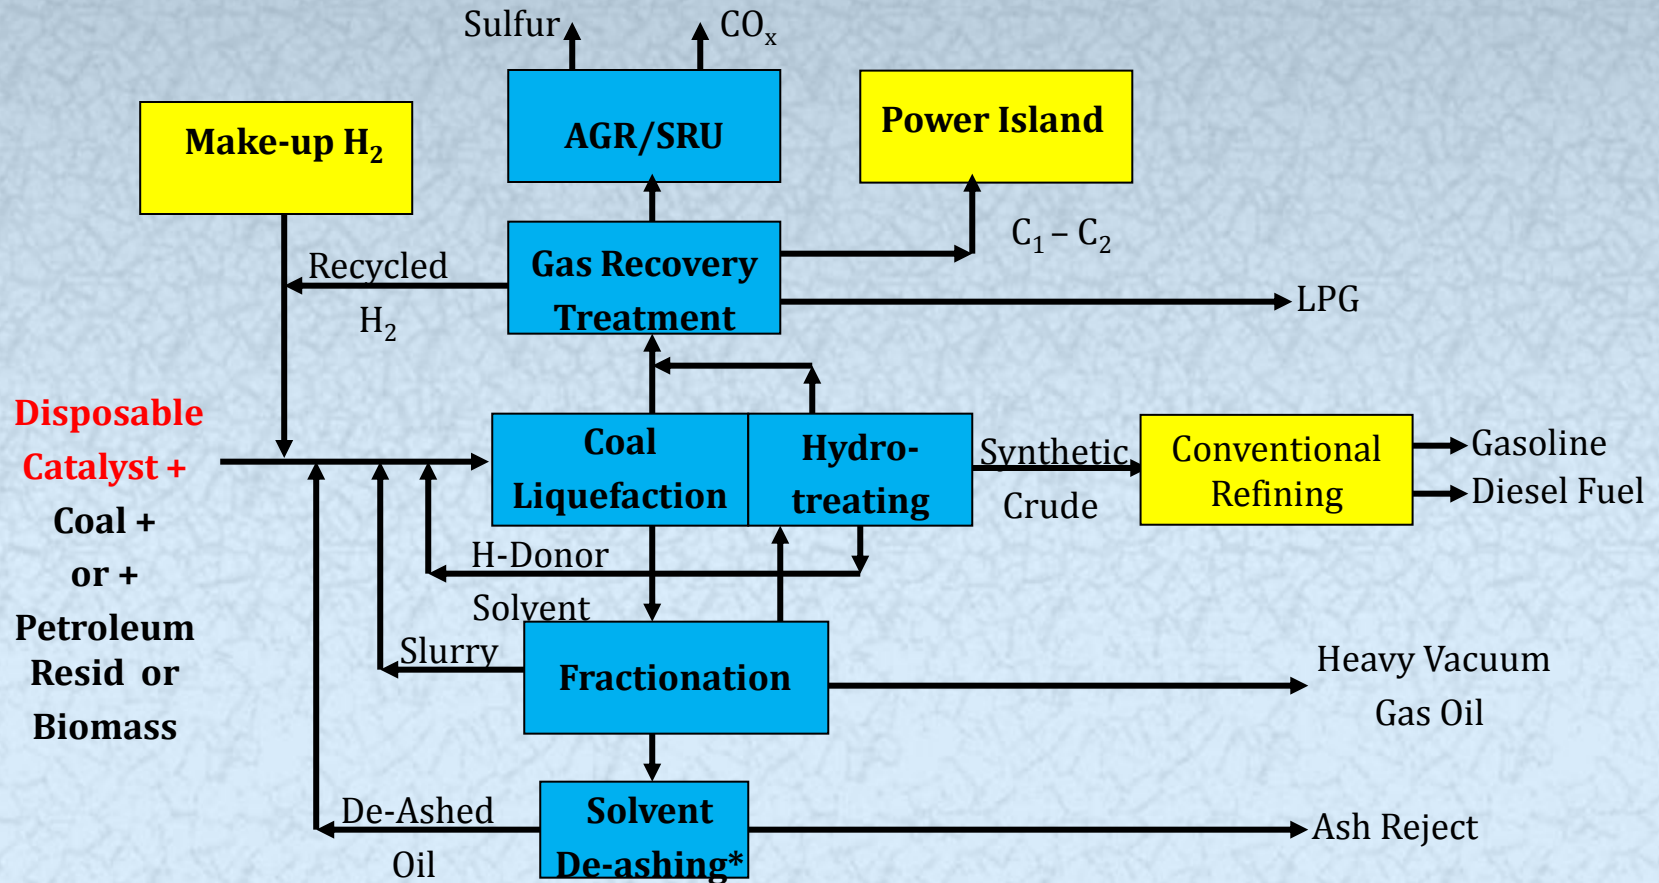 Sulfur
COₓ
AGR/SRU
Power Island
Make-up H₂
C₁ – C₂
Recycled
H₂
Gas Recovery
Treatment
LPG
Disposable
Catalyst +
Coal +
or +
Petroleum
Resid or
Biomass
Coal
Liquefaction
Hydro-
treating
Synthetic
Crude
Conventional
Refining
Gasoline
Diesel Fuel
H-Donor
Solvent
Slurry
Fractionation
Heavy Vacuum
Gas Oil
De-Ashed
Oil
Solvent
De-ashing*
Ash Reject